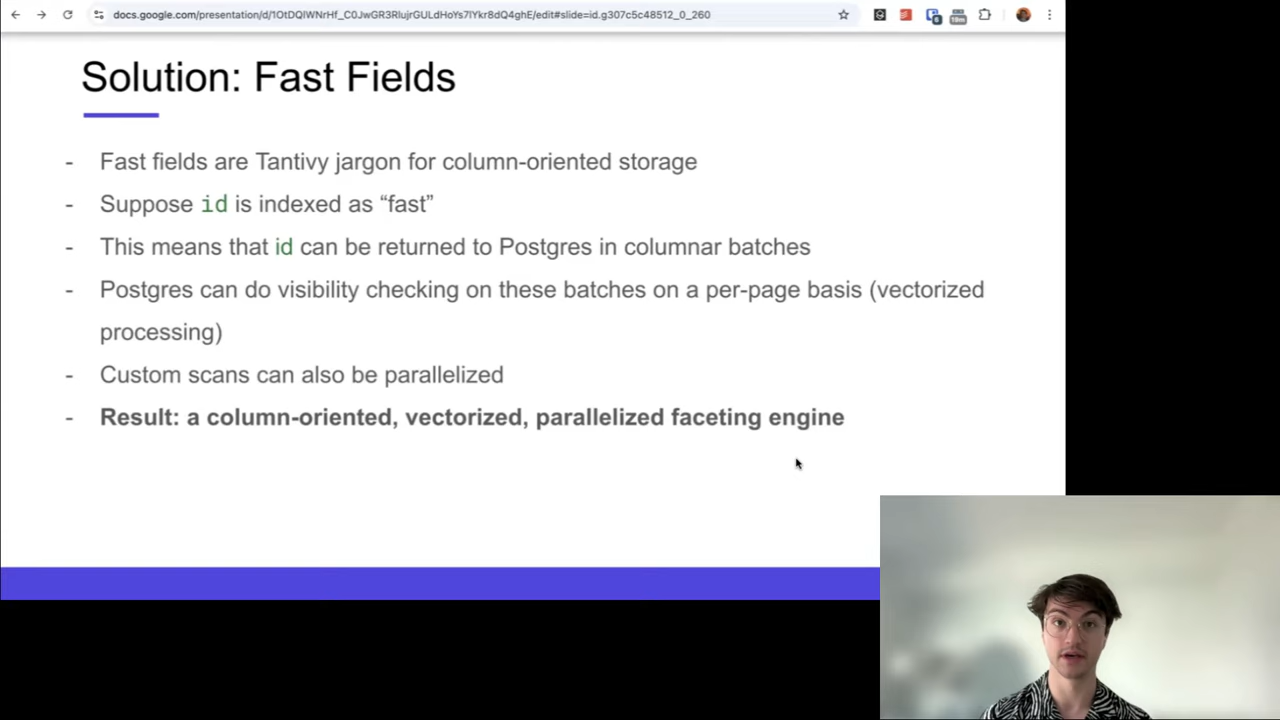 docs.google.com/presentation/d/1OtDQIWNrHf_C0JwGR3RlujrGULdHoYs7lYkr8dQ4ghE/edit#slide=id.g307c5c48512_0_260
Solution: Fast Fields
- Fast fields are Tantivy jargon for column-oriented storage
- Suppose id is indexed as “fast”
- This means that id can be returned to Postgres in columnar batches
- Postgres can do visibility checking on these batches on a per-page basis (vectorized
processing)
- Custom scans can also be parallelized
- Result: a column-oriented, vectorized, parallelized faceting engine